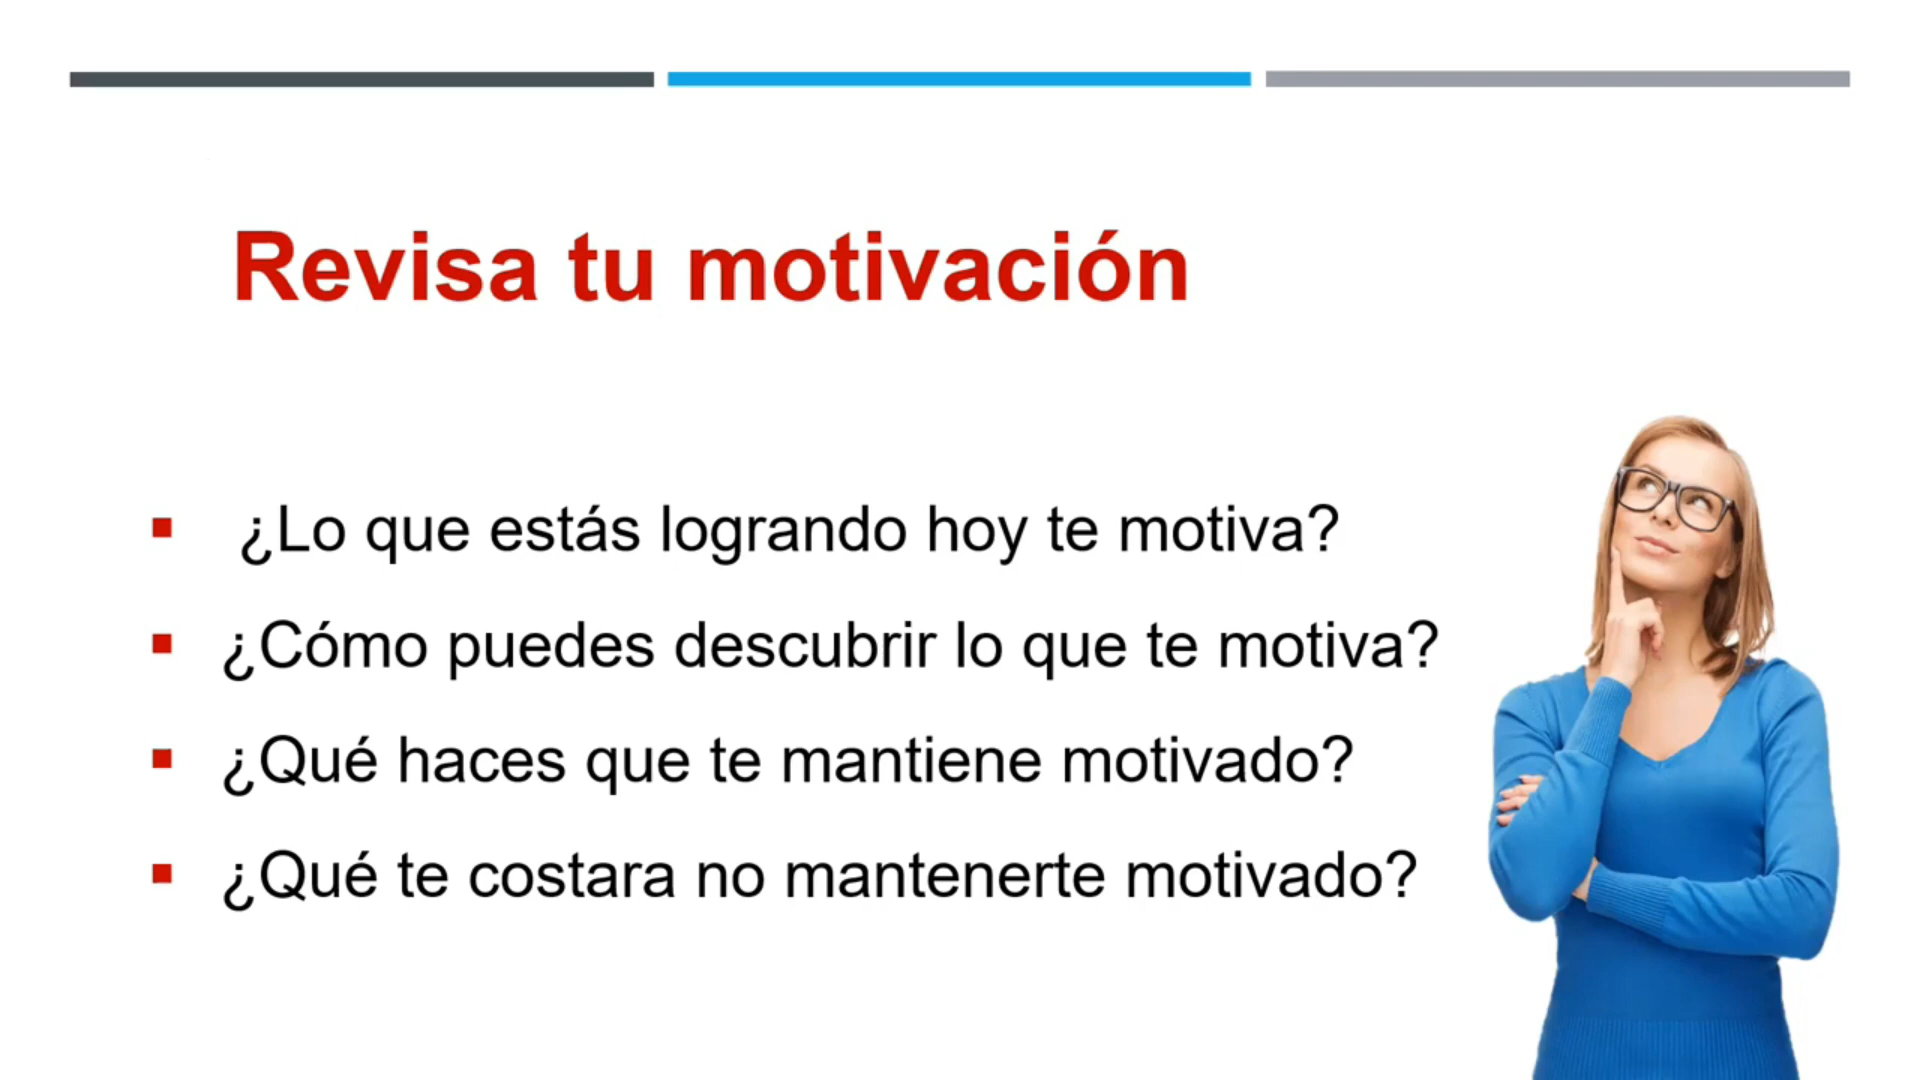 Revisa tu motivación
¿Lo que estás logrando hoy te motiva?
¿Cómo puedes descubrir lo que te motiva?
¿Qué haces que te mantiene motivado?
¿Qué te costara no mantenerte motivado?